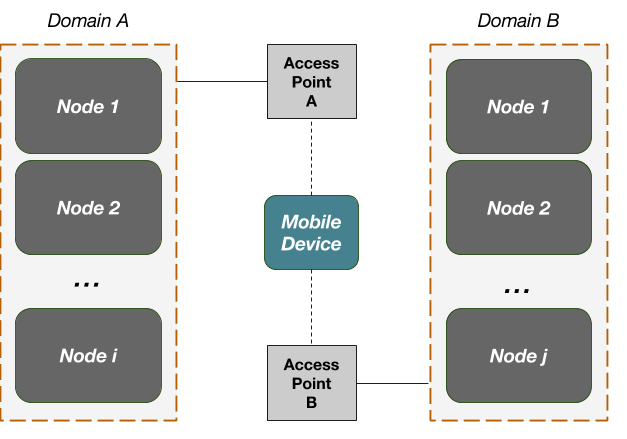 Domain A
Node 1
Node 2
...
Node i
Access
Point
A
Mobile
Device
Access
Point
B
Domain B
Node 1
Node 2
...
Node j